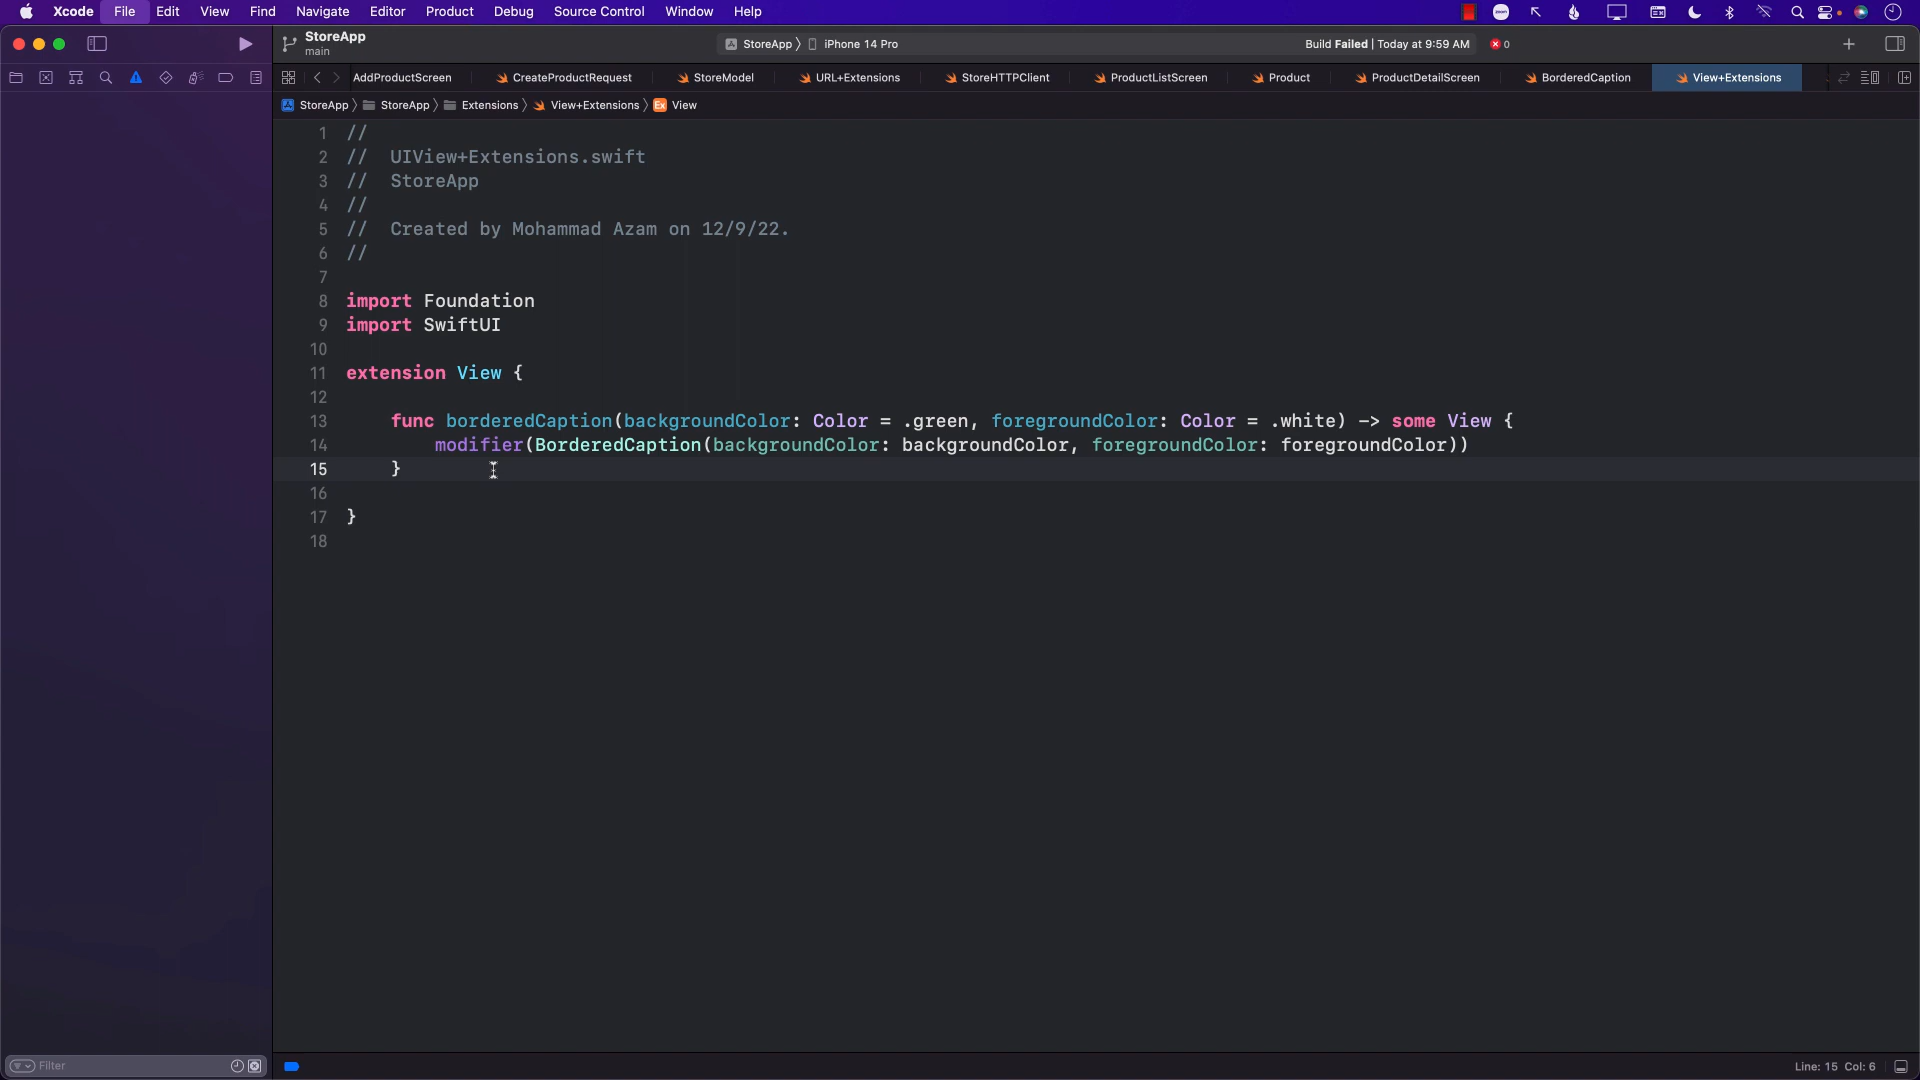 Xcode File Edit View Find Navigate Editor Product Debug Source Control Window Help
StoreApp
main
StoreApp iPhone 14 Pro
Build Failed | Today at 9:59 AM 0
AddProductScreen CreateProductRequest StoreModel URL+Extensions StoreHTTPClient ProductListScreen Product ProductDetailScreen BorderedCaption View+Extensions
StoreApp StoreApp Extensions View+Extensions Ex View
1 //
2 // UIView+Extensions.swift
3 // StoreApp
4 //
5 // Created by Mohammad Azam on 12/9/22.
6 //
7
8 import Foundation
9 import SwiftUI
10
11 extension View {
12
13 func borderedCaption(backgroundColor: Color = .green, foregroundColor: Color = .white) -> some View {
14 modifier(BorderedCaption(backgroundColor: backgroundColor, foregroundColor: foregroundColor))
15 }
16
17 }
18
Filter
Line: 15 Col: 6